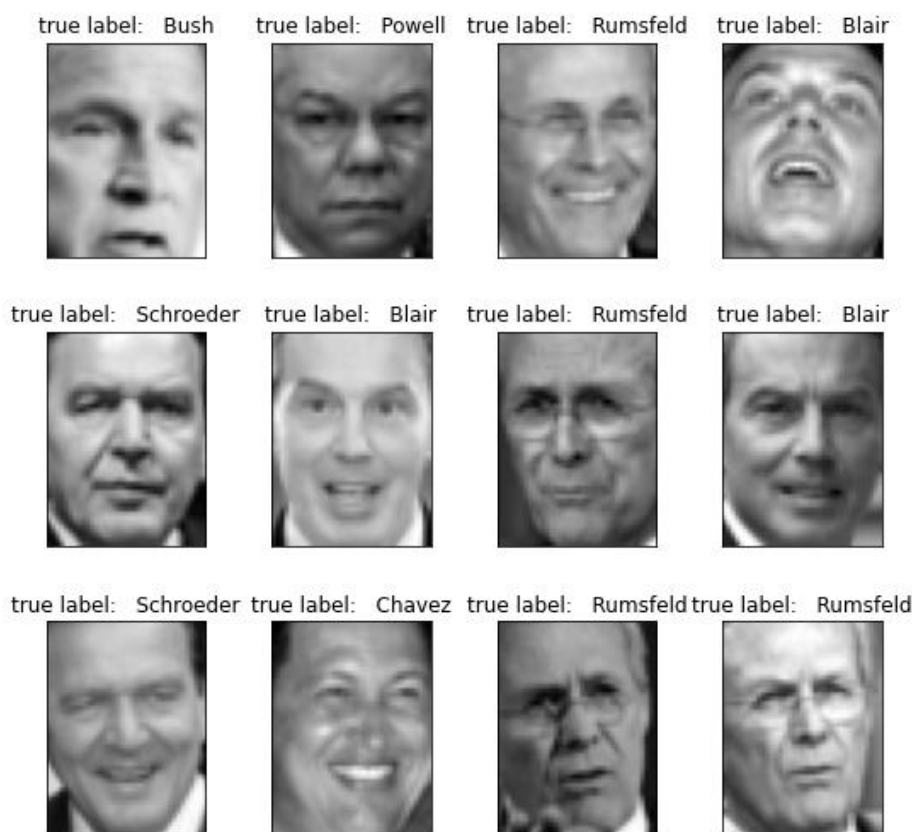 true label: Bush
true label: Powell
true label: Rumsfeld
true label: Blair
true label: Schroeder
true label: Blair
true label: Rumsfeld
true label: Blair
true label: Schroeder
true label: Chavez
true label: Rumsfeld
true label: Rumsfeld